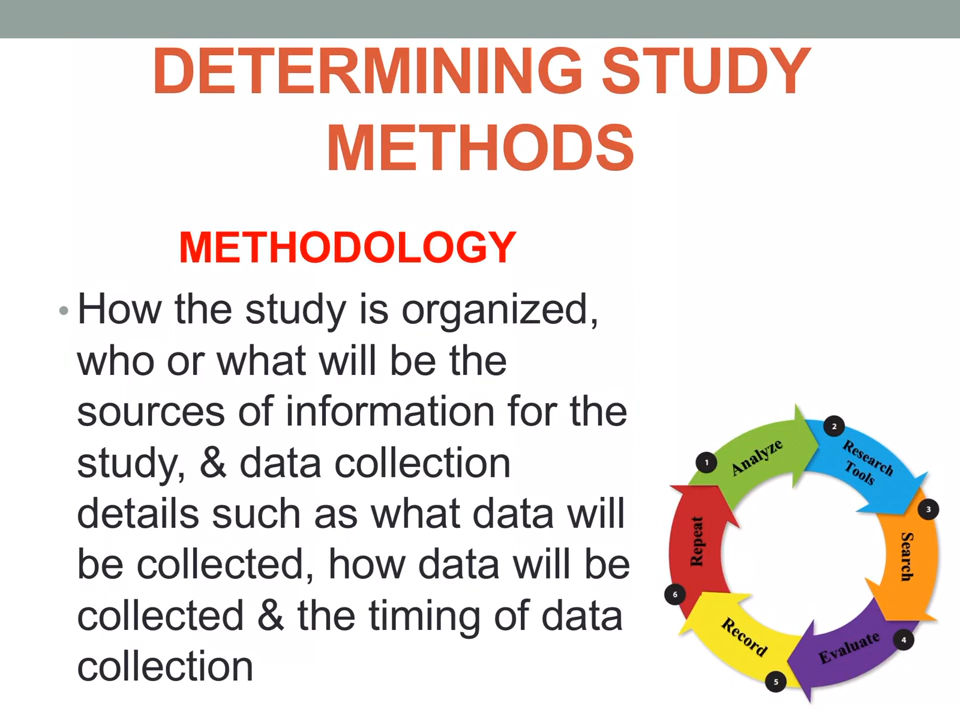 DETERMINING STUDY
METHODS
METHODOLOGY
• How the study is organized,
who or what will be the
sources of information for the
study, & data collection
details such as what data will
be collected, how data will be
collected & the timing of data
collection
1
Analyze
2
Research
Tools
3
Search
4
Evaluate
5
Record
6
Repeat